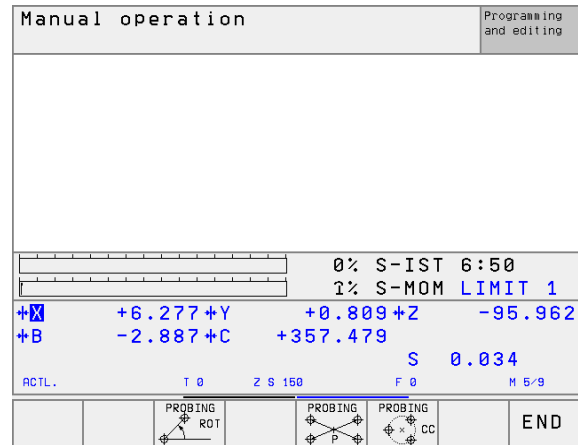 Manual operation
Programming
and editing
0% S-IST 6:50
1% S-MOM LIMIT 1
X +6.277 Y +0.809 Z -95.962
B -2.887 C +357.479
S 0.034
ACTL. T 0 Z S 150 F 0 M 5/9
PROBING ROT
PROBING P
PROBING CC
END